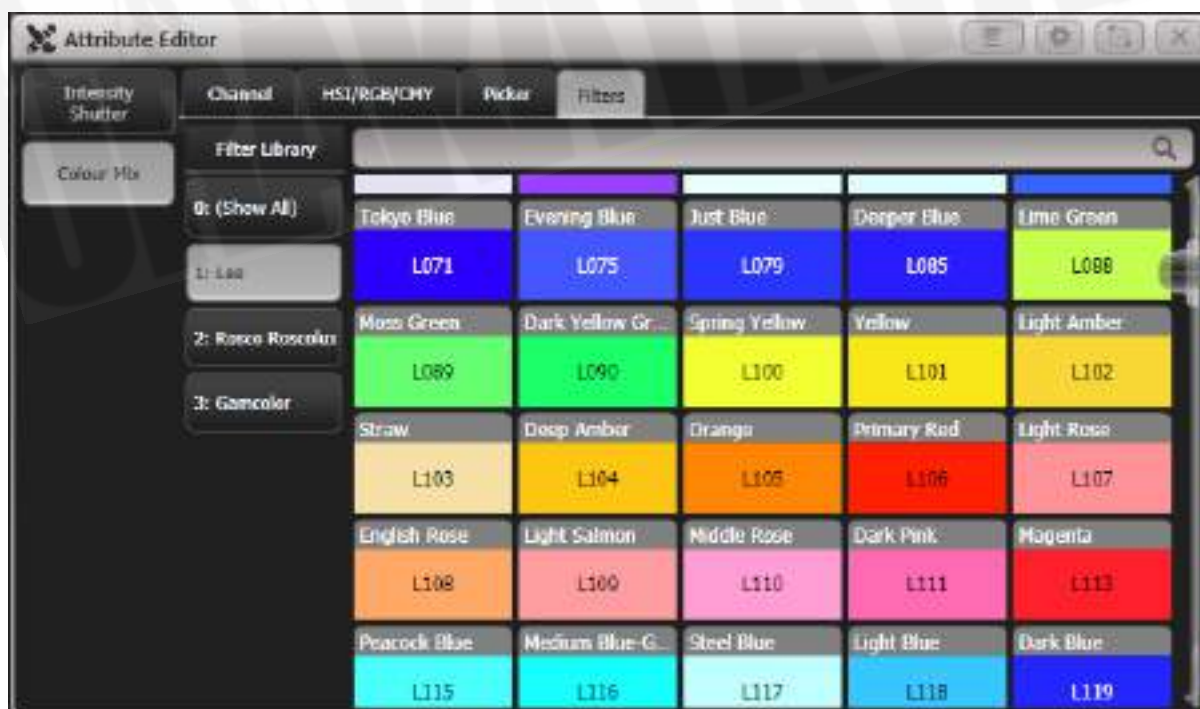 Attribute Editor
Intensity
Shutter
Colour Mix
Channel
HSI/RGB/CMY
Picker
Filters
Filter Library
0: (Show All)
1: Lee
2: Rosco Roscolux
3: Gamcolor
Tokyo Blue
Evening Blue
Just Blue
Deeper Blue
Lime Green
L071
L075
L079
L085
L088
Moss Green
Dark Yellow Gr...
Spring Yellow
Yellow
Light Amber
L089
L090
L100
L101
L102
Straw
Deep Amber
Orange
Primary Red
Light Rose
L103
L104
L105
L106
L107
English Rose
Light Salmon
Middle Rose
Dark Pink
Magenta
L108
L109
L110
L111
L113
Peacock Blue
Medium Blue-G...
Steel Blue
Light Blue
Dark Blue
L115
L116
L117
L118
L119